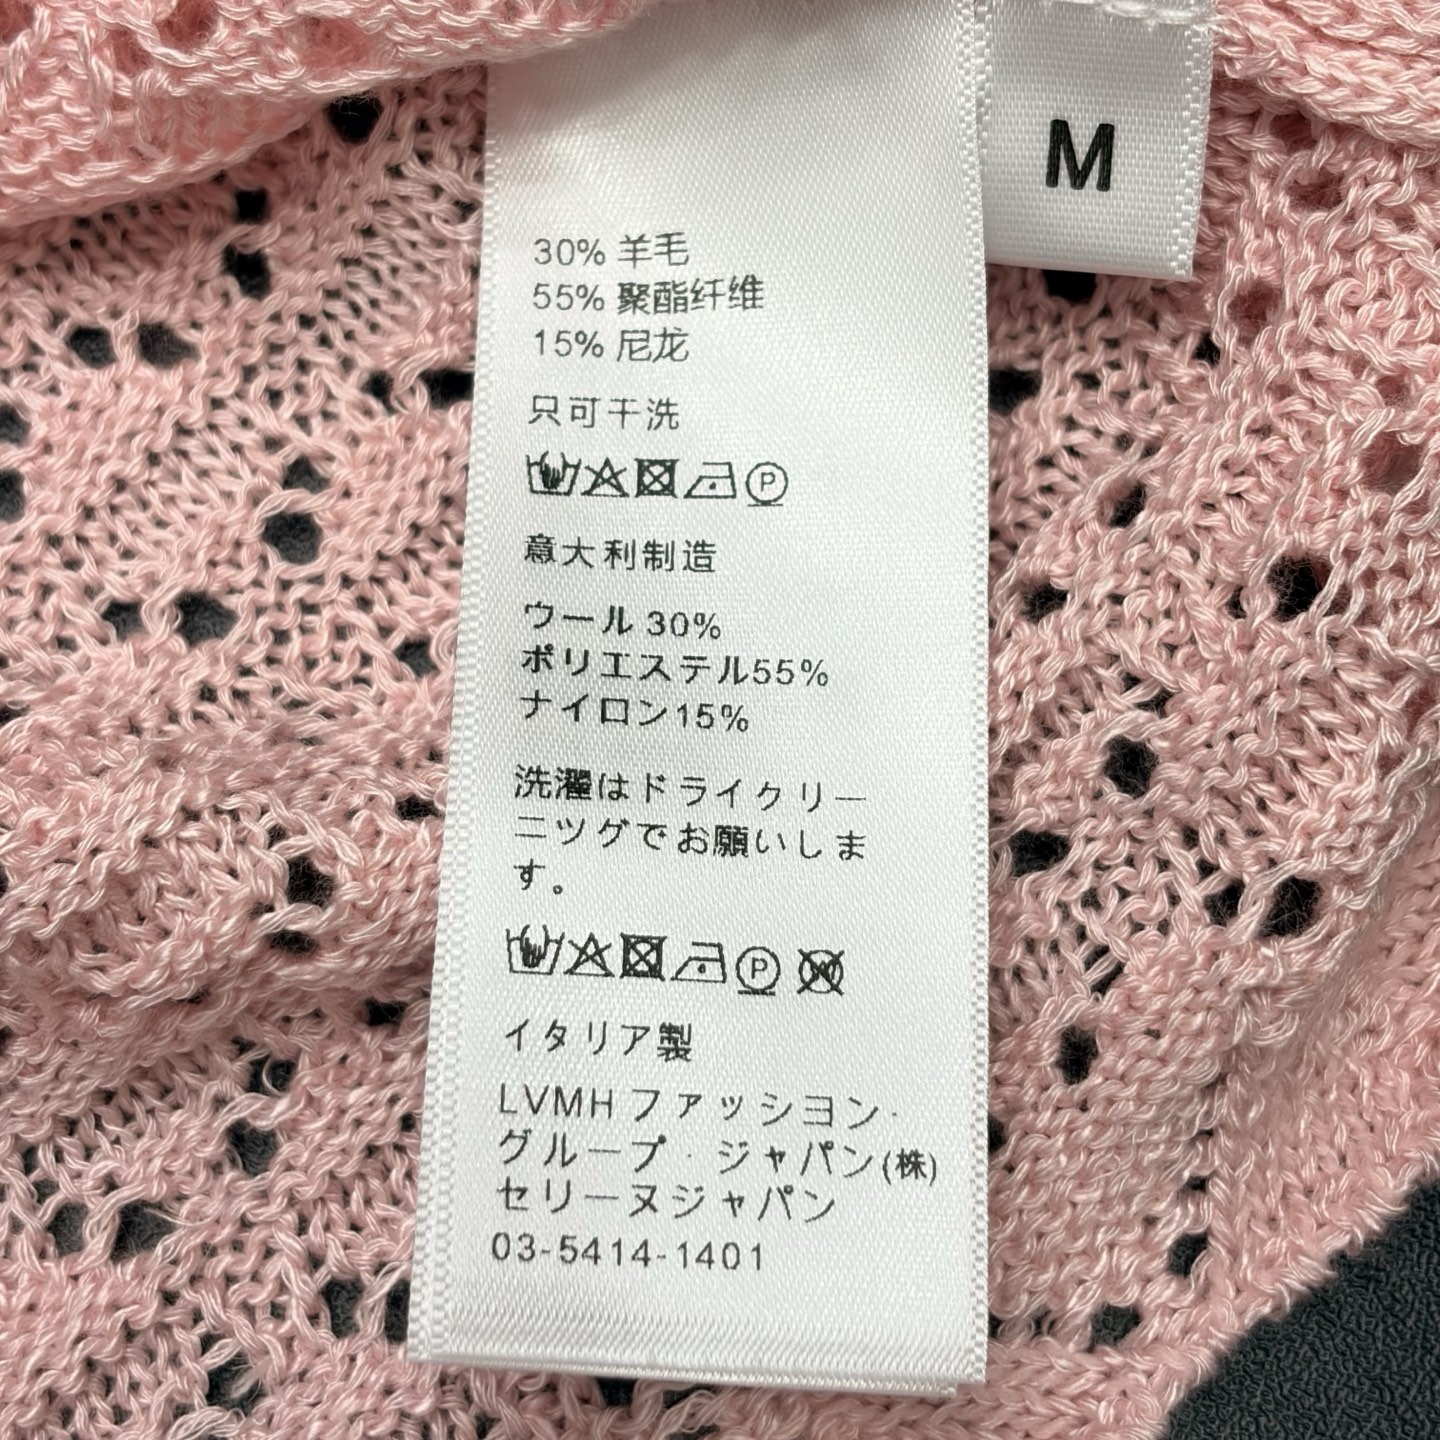 M
30% 羊毛
55% 聚酯纤维
15% 尼龙
只可干洗
P
意大利制造
ウール 30%
ポリエステル55%
ナイロン15%
洗濯はドライクリー
ニツグでお願いしま
す。
P W
イタリア製
LVMH ファッション·
グループ · ジャパン(株)
セリーヌジャパン
03-5414-1401